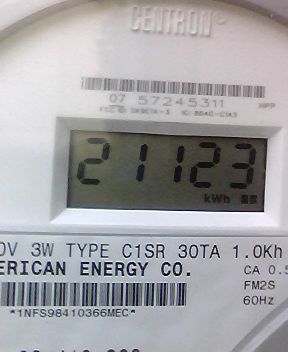 CENTRON
07 57245311
HPP
21123
kWh
0V 3W TYPE C1SR 30TA 1.0Kh
ERICAN ENERGY CO.
CA 0.5
FM2S
60Hz
*1NFS98410366MEC*